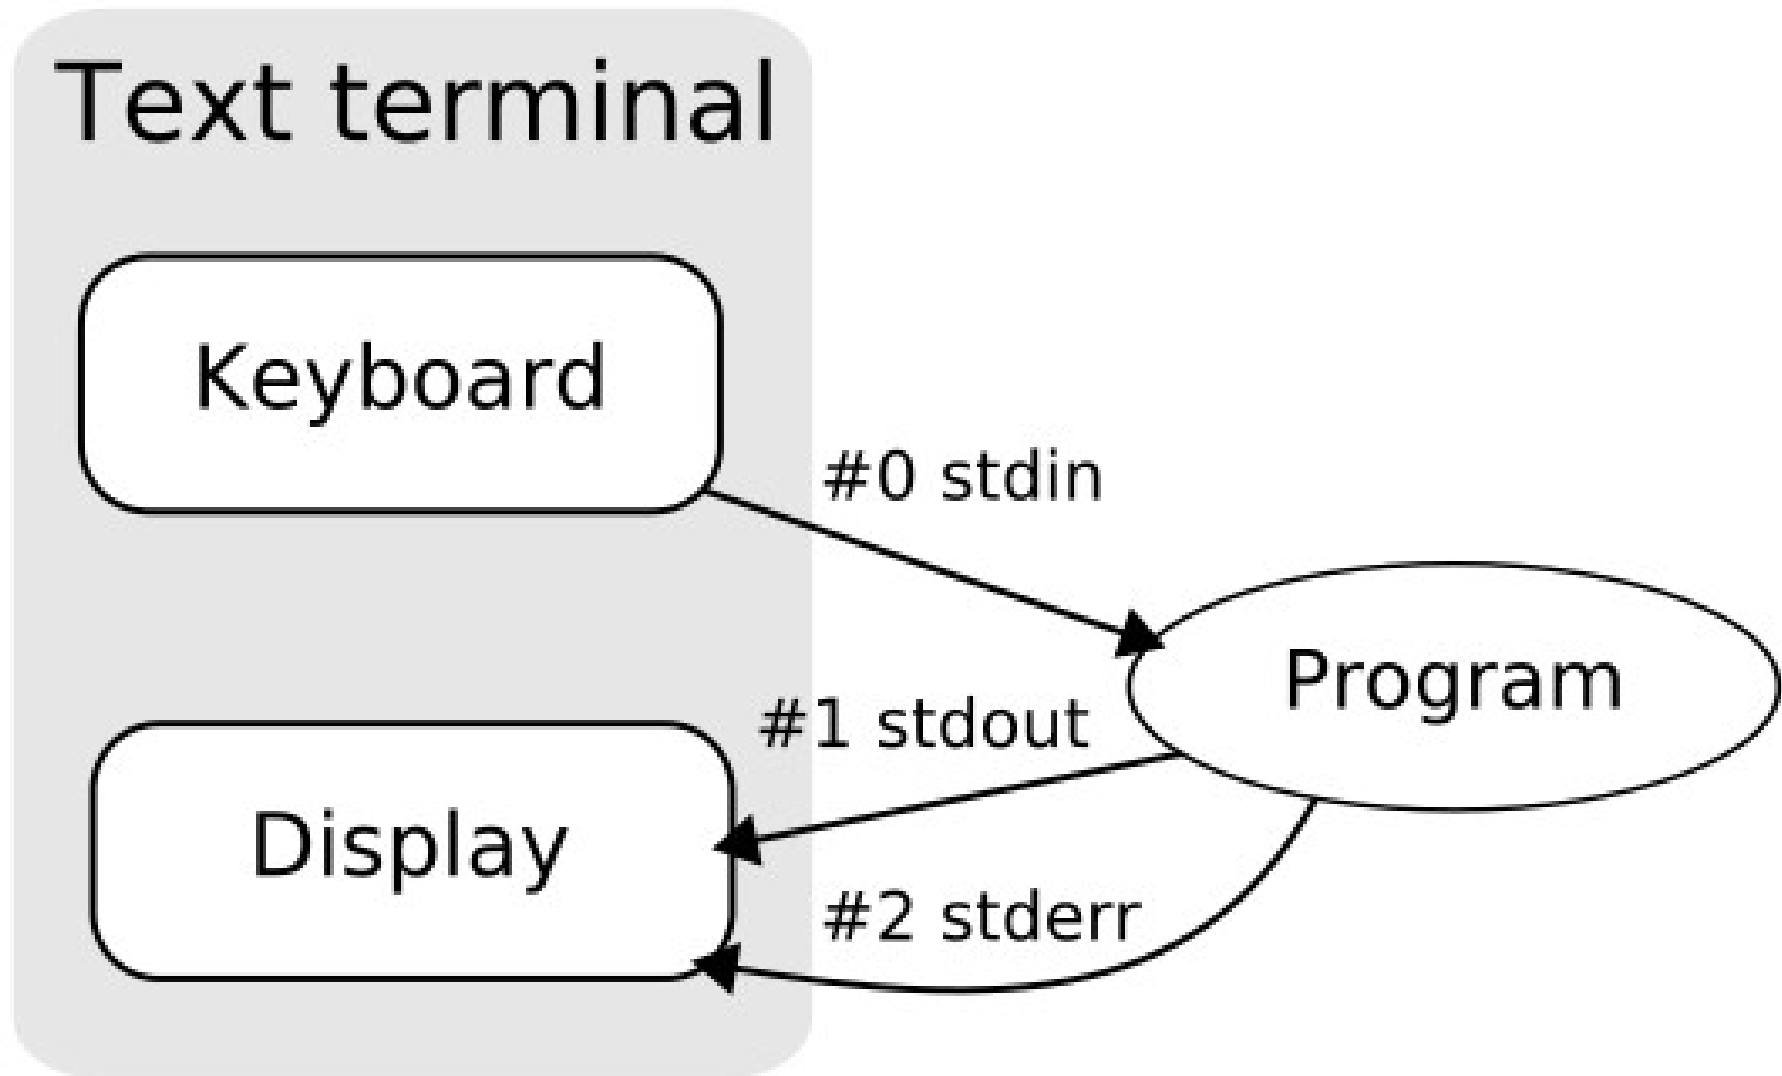 Text terminal
Keyboard
#0 stdin
Program
#1 stdout
Display
#2 stderr